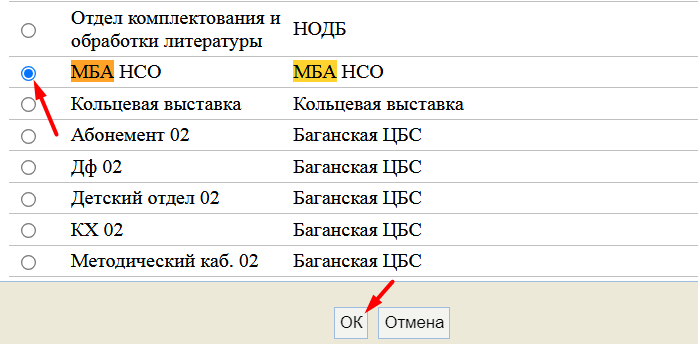 Отдел комплектования и
обработки литературы НОДБ
МБА НСО МБА НСО
Кольцевая выставка Кольцевая выставка
Абонемент 02 Баганская ЦБС
Дф 02 Баганская ЦБС
Детский отдел 02 Баганская ЦБС
КХ 02 Баганская ЦБС
Методический каб. 02 Баганская ЦБС
ОК Отмена